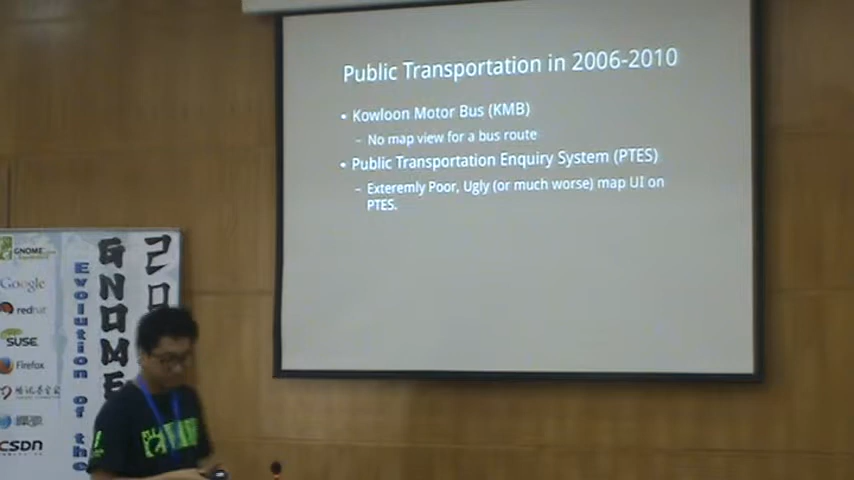 Public Transportation in 2006-2010
• Kowloon Motor Bus (KMB)
– No map view for a bus route
• Public Transportation Enquiry System (PTES)
– Exteremly Poor, Ugly (or much worse) map UI on
PTES.
GNOME
Google
redhat
SUSE
Firefox
CSDN
Evolution of the
GNOME
20